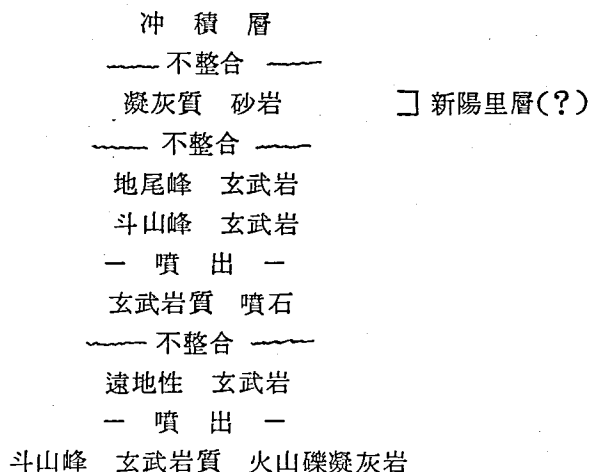 冲積層
不整合
凝灰質 砂岩 新陽里層(?)
不整合
地尾峰 玄武岩
斗山峰 玄武岩
— 噴出 —
玄武岩質 噴石
不整合
遠地性 玄武岩
— 噴出 —
斗山峰 玄武岩質 火山礫凝灰岩